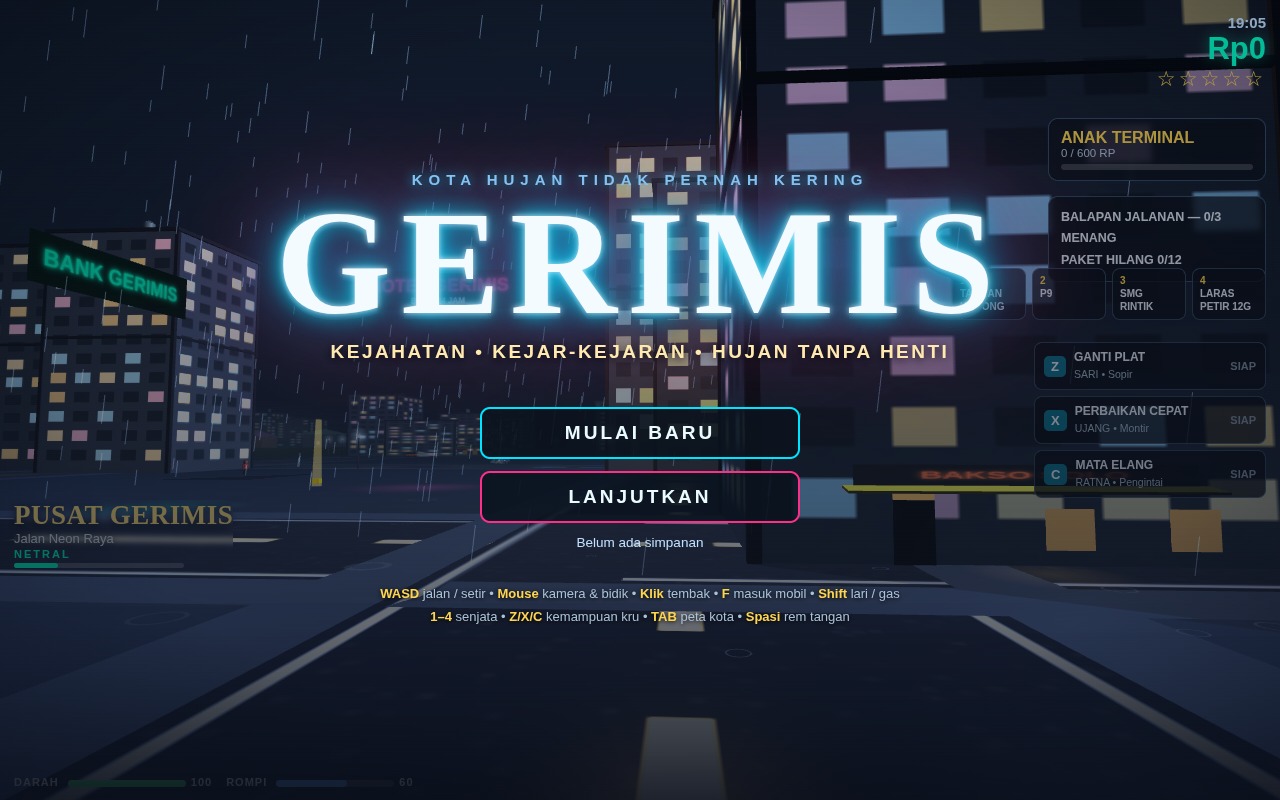 19:05
Rp0
☆☆☆☆☆
ANAK TERMINAL
0 / 600 RP
KOTA HUJAN TIDAK PERNAH KERING
GERIMIS
KEJAHATAN • KEJAR-KEJARAN • HUJAN TANPA HENTI
BALAPAN JALANAN — 0/3
MENANG
PAKET HILANG 0/12
2
P9
3
SMG
RINTIK
4
LARAS
PETIR 12G
BANK GERIMIS
Z
GANTI PLAT
SARI • Sopir
SIAP
X
PERBAIKAN CEPAT
UJANG • Montir
C
MATA ELANG
RATNA • Pengintai
SIAP
BAKSO
MULAI BARU
LANJUTKAN
Belum ada simpanan
PUSAT GERIMIS
Jalan Neon Raya
NETRAL
WASD jalan / setir • Mouse kamera & bidik • Klik tembak • F masuk mobil • Shift lari / gas
1–4 senjata • Z/X/C kemampuan kru • TAB peta kota • Spasi rem tangan
DARAH 100 ROMPI 60